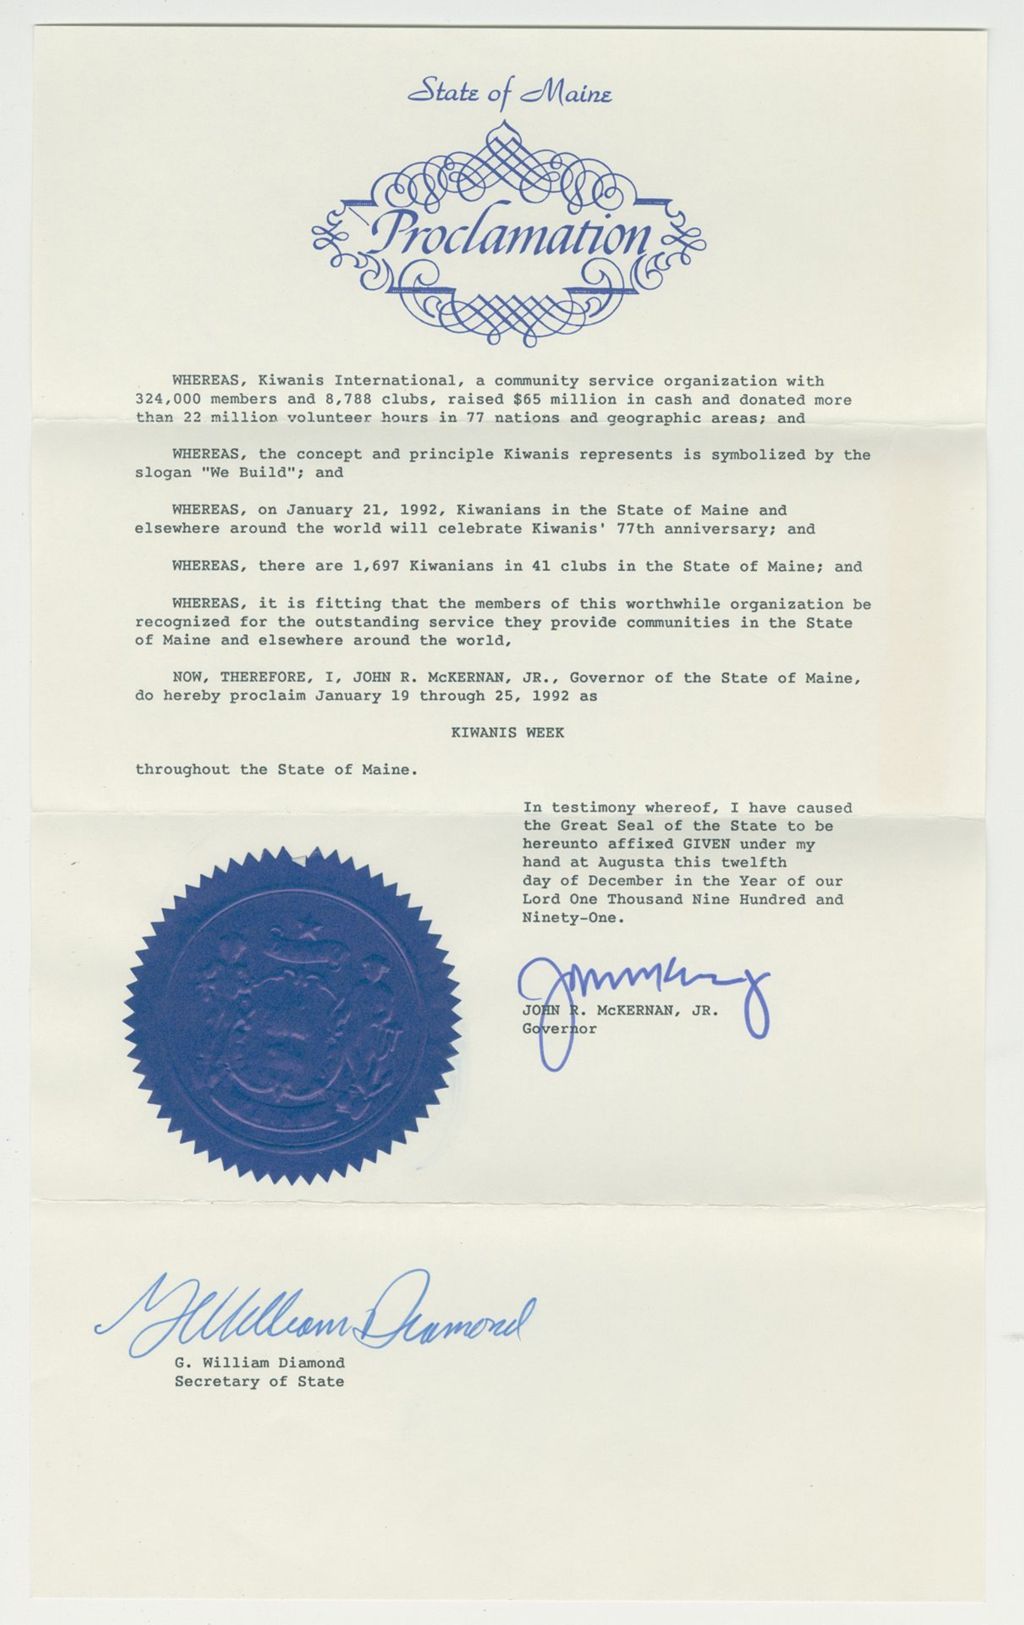 State of Maine
Proclamation
WHEREAS, Kiwanis International, a community service organization with
324,000 members and 8,788 clubs, raised $65 million in cash and donated more
than 22 million volunteer hours in 77 nations and geographic areas; and
WHEREAS, the concept and principle Kiwanis represents is symbolized by the
slogan "We Build"; and
WHEREAS, on January 21, 1992, Kiwanians in the State of Maine and
elsewhere around the world will celebrate Kiwanis' 77th anniversary; and
WHEREAS, there are 1,697 Kiwanians in 41 clubs in the State of Maine; and
WHEREAS, it is fitting that the members of this worthwhile organization be
recognized for the outstanding service they provide communities in the State
of Maine and elsewhere around the world,
NOW, THEREFORE, I, JOHN R. McKERNAN, JR., Governor of the State of Maine,
do hereby proclaim January 19 through 25, 1992 as
KIWANIS WEEK
throughout the State of Maine.
In testimony whereof, I have caused
the Great Seal of the State to be
hereunto affixed GIVEN under my
hand at Augusta this twelfth
day of December in the Year of our
Lord One Thousand Nine Hundred and
Ninety-One.
JOHN R. McKERNAN, JR.
Governor
G William Diamond
G. William Diamond
Secretary of State